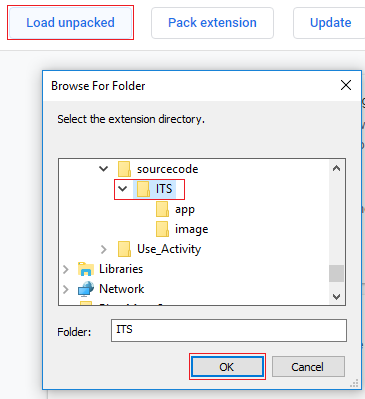 Load unpacked Pack extension Update
Browse For Folder
Select the extension directory.
sourcecode
ITS
app
image
Use_Activity
Libraries
Network
Folder: ITS
OK Cancel